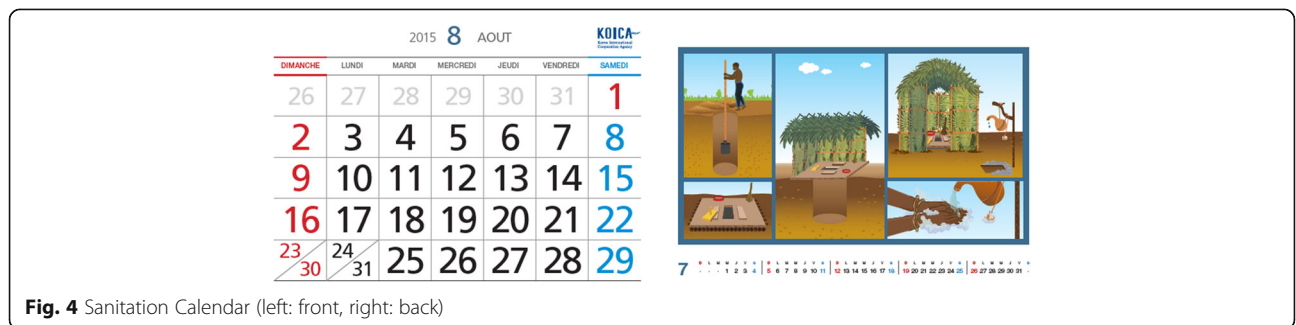 2015 8 AOUT
KOICA
Korea International
Cooperation Agency
DIMANCHE LUNDI MARDI MERCREDI JEUDI VENDREDI SAMEDI
26 27 28 29 30 31 1
2 3 4 5 6 7 8
9 10 11 12 13 14 15
16 17 18 19 20 21 22
23/30 24/31 25 26 27 28 29
D L M M J V S D L M M J V S D L M M J V S D L M M J V S D L M M J V S
7 - - - 1 2 3 4 5 6 7 8 9 10 11 12 13 14 15 16 17 18 19 20 21 22 23 24 25 26 27 28 29 30 31 -
Fig. 4 Sanitation Calendar (left: front, right: back)